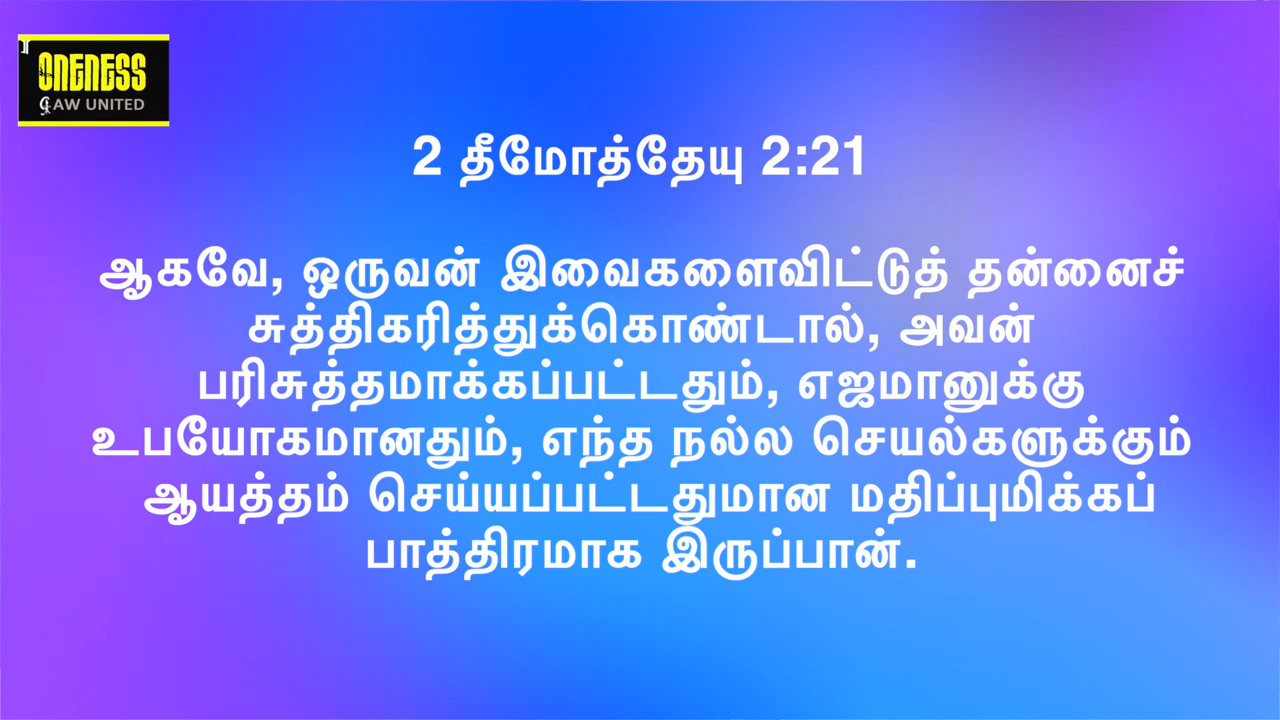 ONENESS
GAW UNITED
2 தீமோத்தேயு 2:21
ஆகவே, ஒருவன் இவைகளைவிட்டுத் தன்னைச்
சுத்திகரித்துக்கொண்டால், அவன்
பரிசுத்தமாக்கப்பட்டதும், எஜமானுக்கு
உபயோகமானதும், எந்த நல்ல செயல்களுக்கும்
ஆயத்தம் செய்யப்பட்டதுமான மதிப்புமிக்கப்
பாத்திரமாக இருப்பான்.